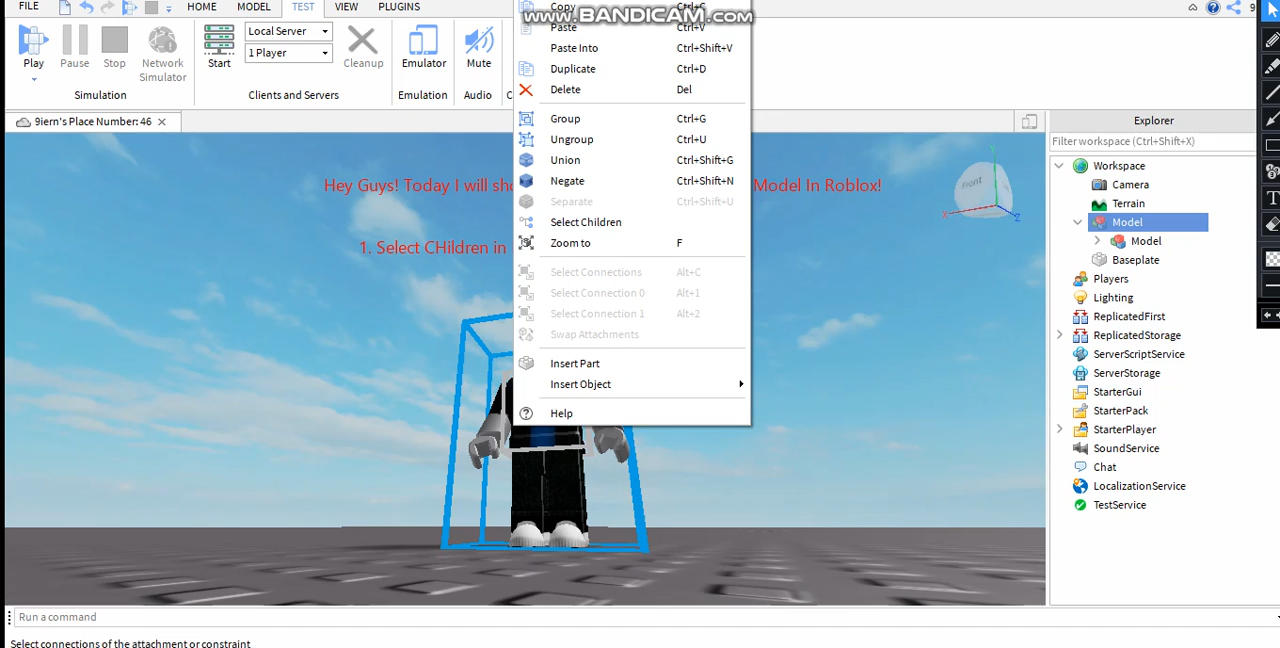 FILE
HOME
MODEL
TEST
VIEW
PLUGINS
9
Copy
Ctrl+C
www.BANDICAM.com
Paste
Ctrl+V
Paste Into
Ctrl+Shift+V
Duplicate
Ctrl+D
Delete
Del
Group
Ctrl+G
Ungroup
Ctrl+U
Union
Ctrl+Shift+G
Negate
Ctrl+Shift+N
Separate
Ctrl+Shift+U
Select Children
Zoom to
F
Select Connections
Alt+C
Select Connection 0
Alt+1
Select Connection 1
Alt+2
Swap Attachments
Insert Part
Insert Object
Help
Play
Pause
Stop
Network
Simulator
Simulation
Start
Local Server
1 Player
Cleanup
Clients and Servers
Emulator
Emulation
Mute
Audio
C
9iern's Place Number: 46
Hey Guys! Today I will sho
Model In Roblox!
1. Select CHildren in
Front
Y
X
Z
Explorer
Filter workspace (Ctrl+Shift+X)
Workspace
Camera
Terrain
Model
Model
Baseplate
Players
Lighting
ReplicatedFirst
ReplicatedStorage
ServerScriptService
ServerStorage
StarterGui
StarterPack
StarterPlayer
SoundService
Chat
LocalizationService
TestService
T
Run a command
Select connections of the attachment or constraint